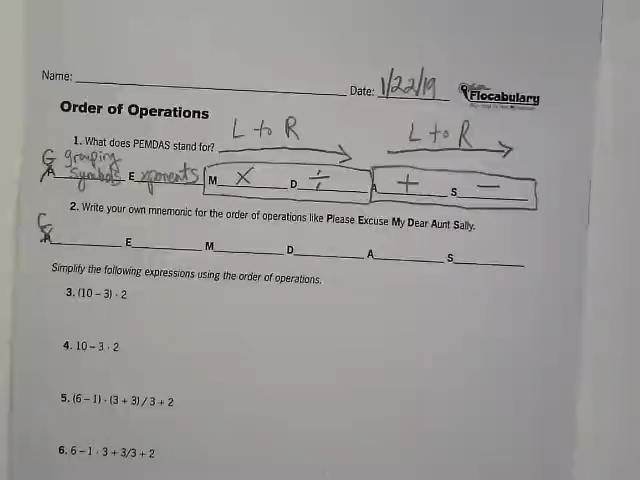 Name: Date: 1/22/19 Flocabulary
Order of Operations
L to R L to R
1. What does PEMDAS stand for?
G grouping
symbols E xponents M × D ÷ A + S −
2. Write your own mnemonic for the order of operations like Please Excuse My Dear Aunt Sally.
G
E M D A S
Simplify the following expressions using the order of operations.
3. (10 – 3) · 2
4. 10 – 3 · 2
5. (6 – 1) · (3 + 3) / 3 + 2
6. 6 – 1 · 3 + 3/3 + 2